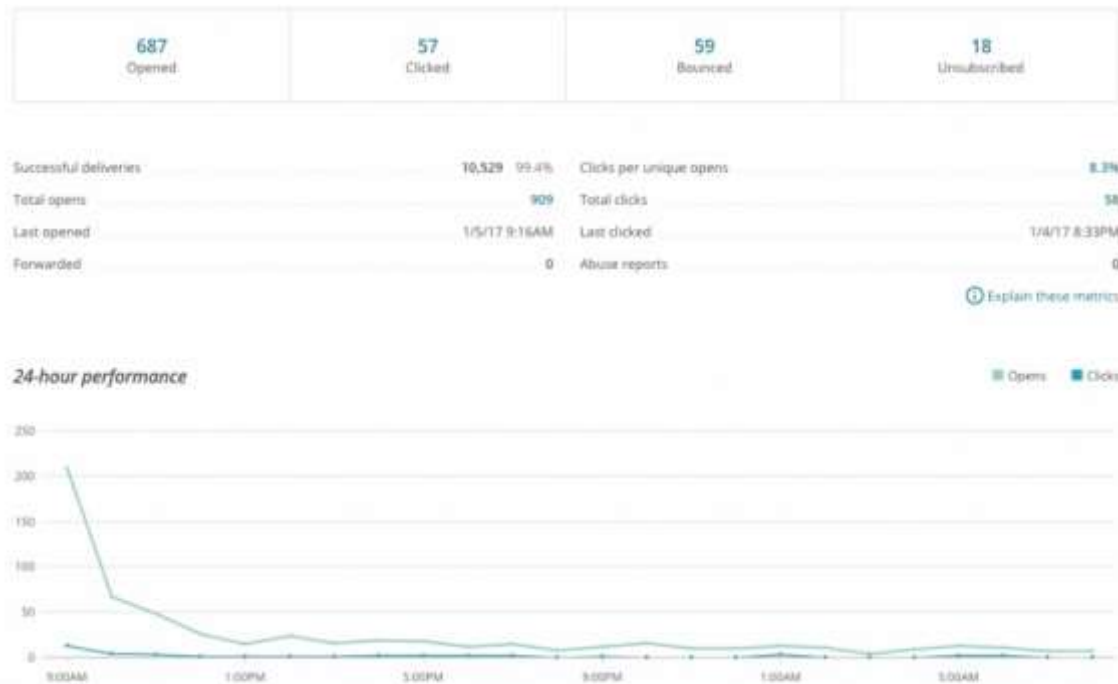 687 57 59 18
Opened Clicked Bounced Unsubscribed
Successful deliveries 10,529 99.4% Clicks per unique opens 8.3%
Total opens 909 Total clicks 58
Last opened 1/5/17 9:16AM Last clicked 1/4/17 8:33PM
Forwarded 0 Abuse reports 0
Explain these metrics
24-hour performance Opens Clicks
250
200
150
100
50
0
9:00AM 1:00PM 5:00PM 9:00PM 1:00AM 5:00AM